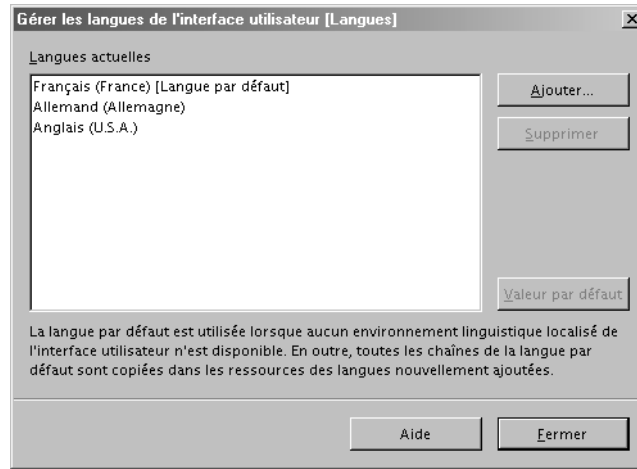 Gérer les langues de l'interface utilisateur [Langues]
Langues actuelles
Français (France) [Langue par défaut]
Allemand (Allemagne)
Anglais (U.S.A.)
Ajouter...
Supprimer
Valeur par défaut
La langue par défaut est utilisée lorsque aucun environnement linguistique localisé de
l'interface utilisateur n'est disponible. En outre, toutes les chaînes de la langue par
défaut sont copiées dans les ressources des langues nouvellement ajoutées.
Aide
Fermer